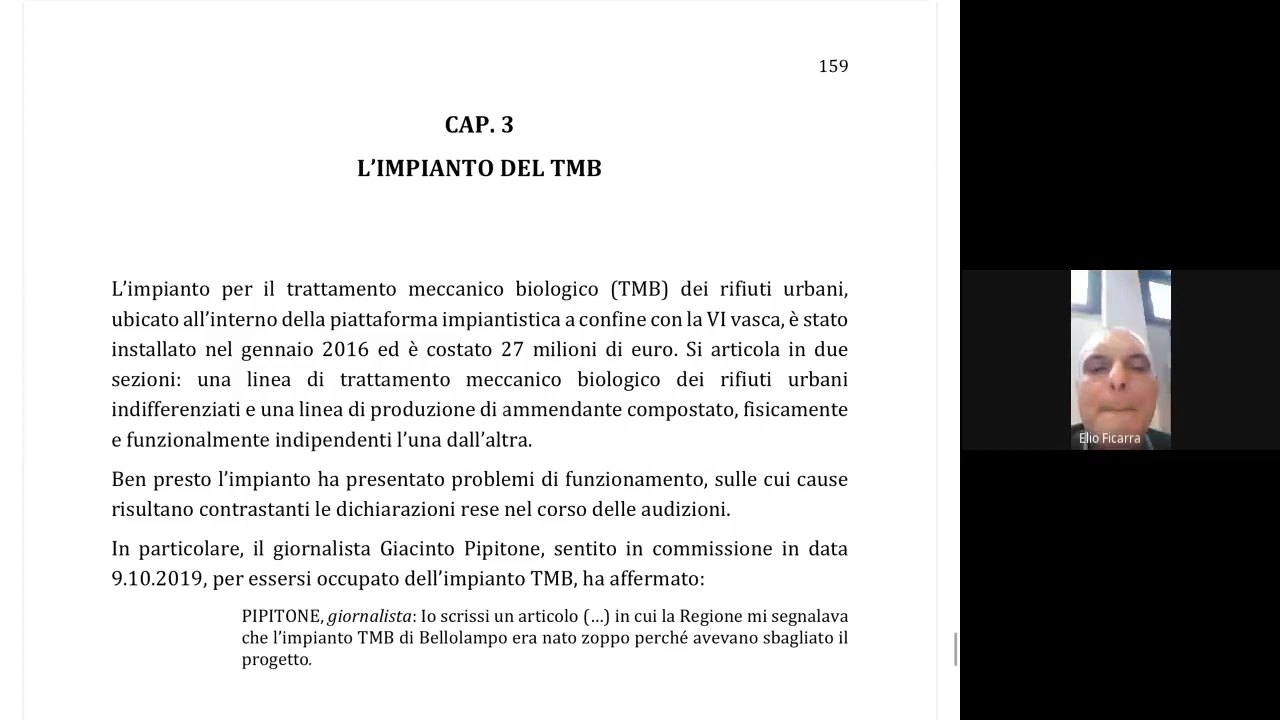 159
CAP. 3
L’IMPIANTO DEL TMB
L’impianto per il trattamento meccanico biologico (TMB) dei rifiuti urbani,
ubicato all’interno della piattaforma impiantistica a confine con la VI vasca, è stato
installato nel gennaio 2016 ed è costato 27 milioni di euro. Si articola in due
sezioni: una linea di trattamento meccanico biologico dei rifiuti urbani
indifferenziati e una linea di produzione di ammendante compostato, fisicamente
e funzionalmente indipendenti l’una dall’altra.
Ben presto l’impianto ha presentato problemi di funzionamento, sulle cui cause
risultano contrastanti le dichiarazioni rese nel corso delle audizioni.
In particolare, il giornalista Giacinto Pipitone, sentito in commissione in data
9.10.2019, per essersi occupato dell’impianto TMB, ha affermato:
PIPITONE, giornalista: Io scrissi un articolo (…) in cui la Regione mi segnalava
che l’impianto TMB di Bellolampo era nato zoppo perché avevano sbagliato il
progetto.
Elio Ficarra